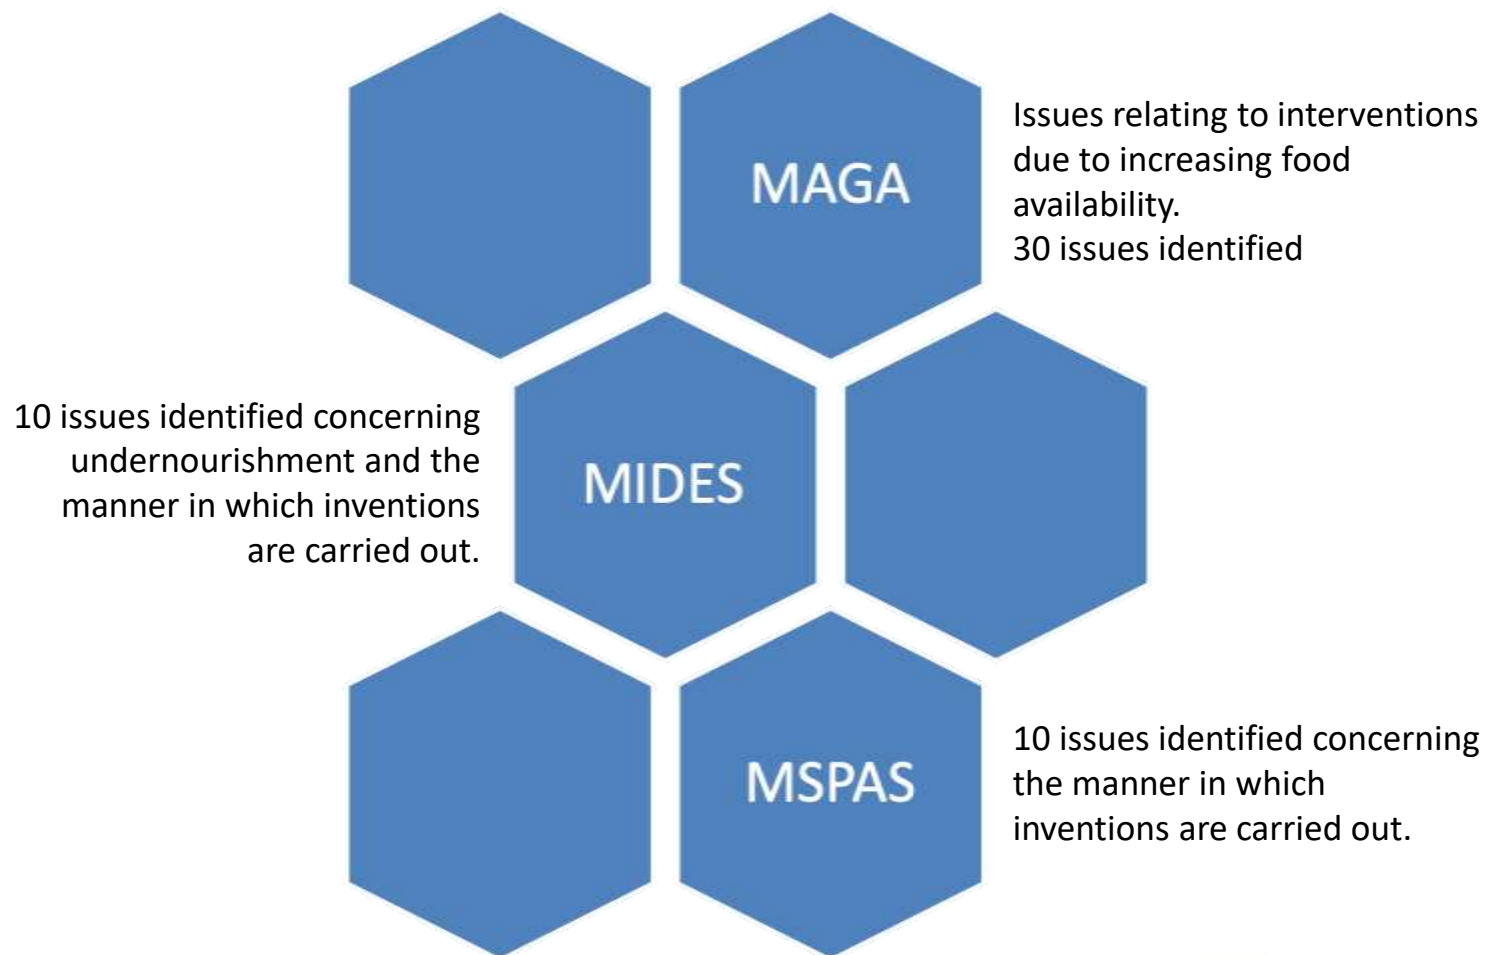 MAGA
Issues relating to interventions
due to increasing food
availability.
30 issues identified
10 issues identified concerning
undernourishment and the
manner in which inventions
are carried out.
MIDES
MSPAS
10 issues identified concerning
the manner in which
inventions are carried out.